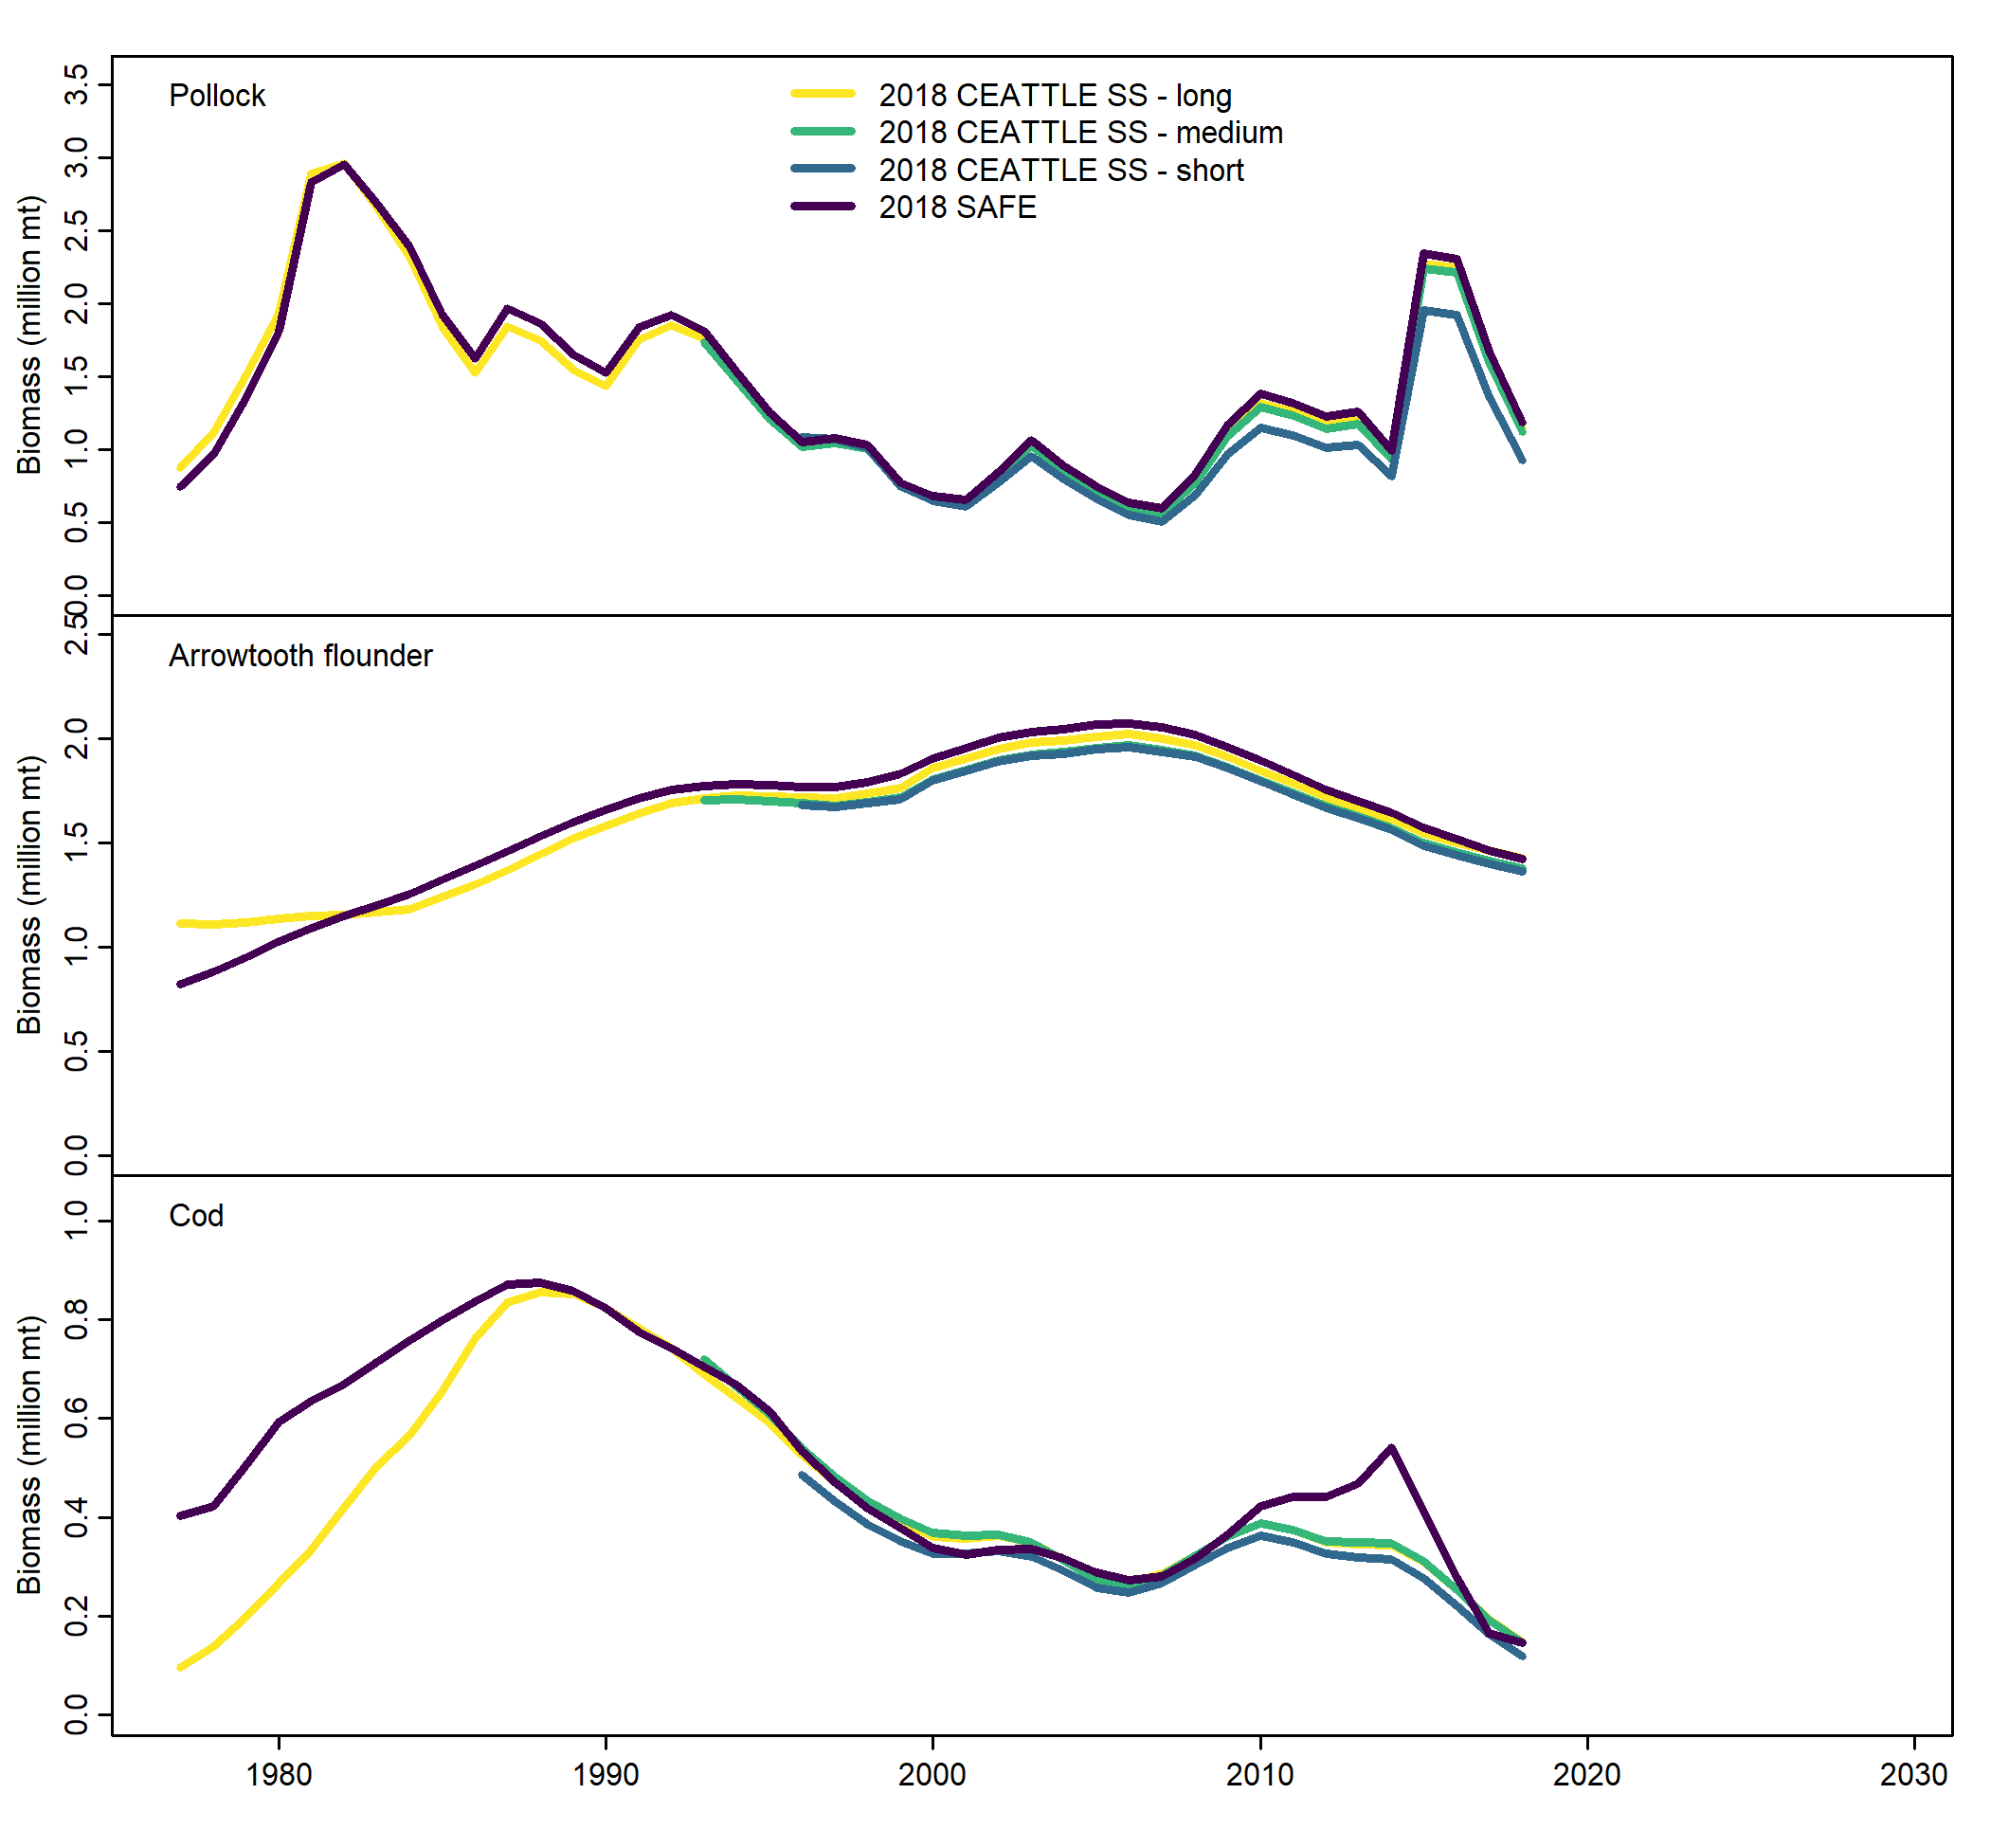 Pollock
2018 CEATTLE SS - long
2018 CEATTLE SS - medium
2018 CEATTLE SS - short
2018 SAFE
Biomass (million mt)
3.5
3.0
2.5
2.0
1.5
1.0
0.5
0.0
Arrowtooth flounder
Biomass (million mt)
2.5
2.0
1.5
1.0
0.5
0.0
Cod
Biomass (million mt)
1.0
0.8
0.6
0.4
0.2
0.0
1980 1990 2000 2010 2020 2030